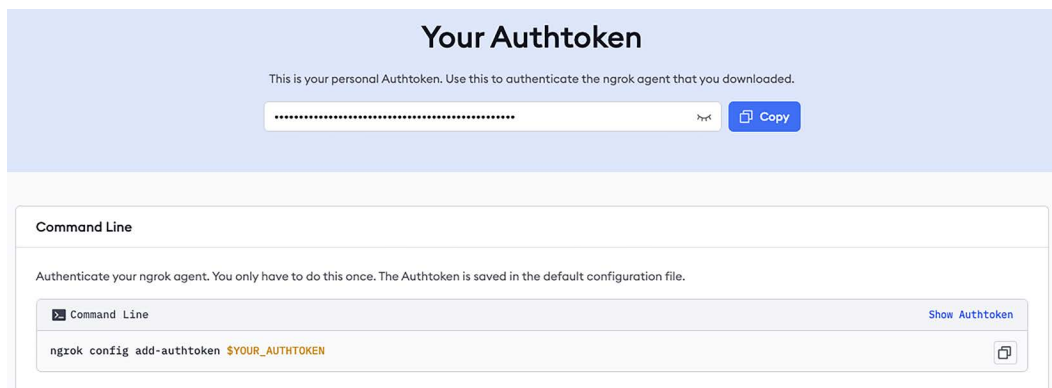 Your Authtoken
This is your personal Authtoken. Use this to authenticate the ngrok agent that you downloaded.
Copy
Command Line
Authenticate your ngrok agent. You only have to do this once. The Authtoken is saved in the default configuration file.
Command Line Show Authtoken
ngrok config add-authtoken $YOUR_AUTHTOKEN